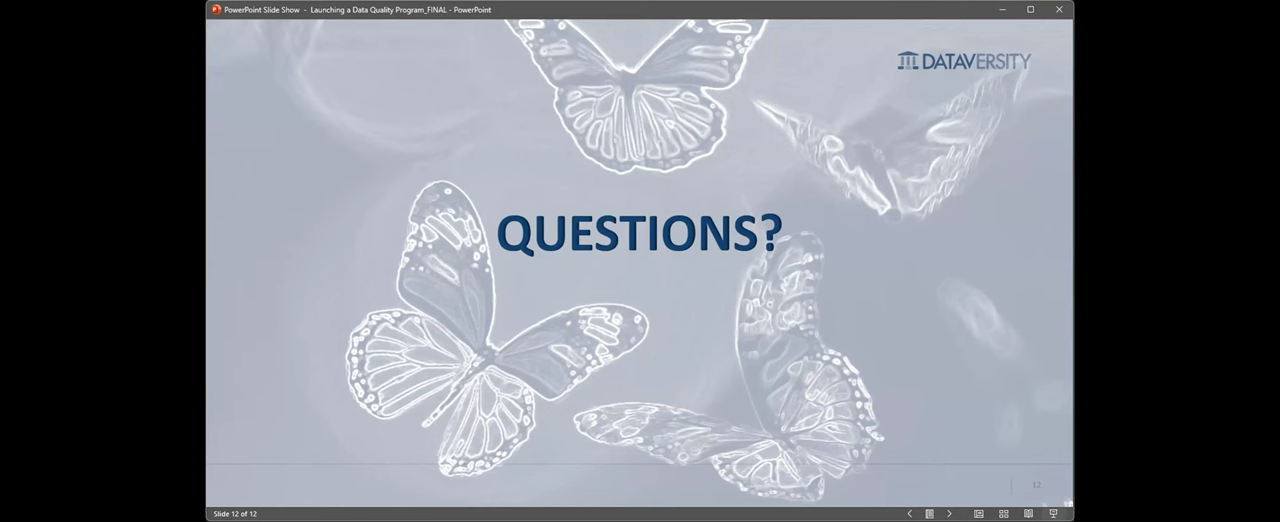 PowerPoint Slide Show - Launching a Data Quality Program_FINAL - PowerPoint
DATAVERSITY
QUESTIONS?
12
Slide 12 of 12